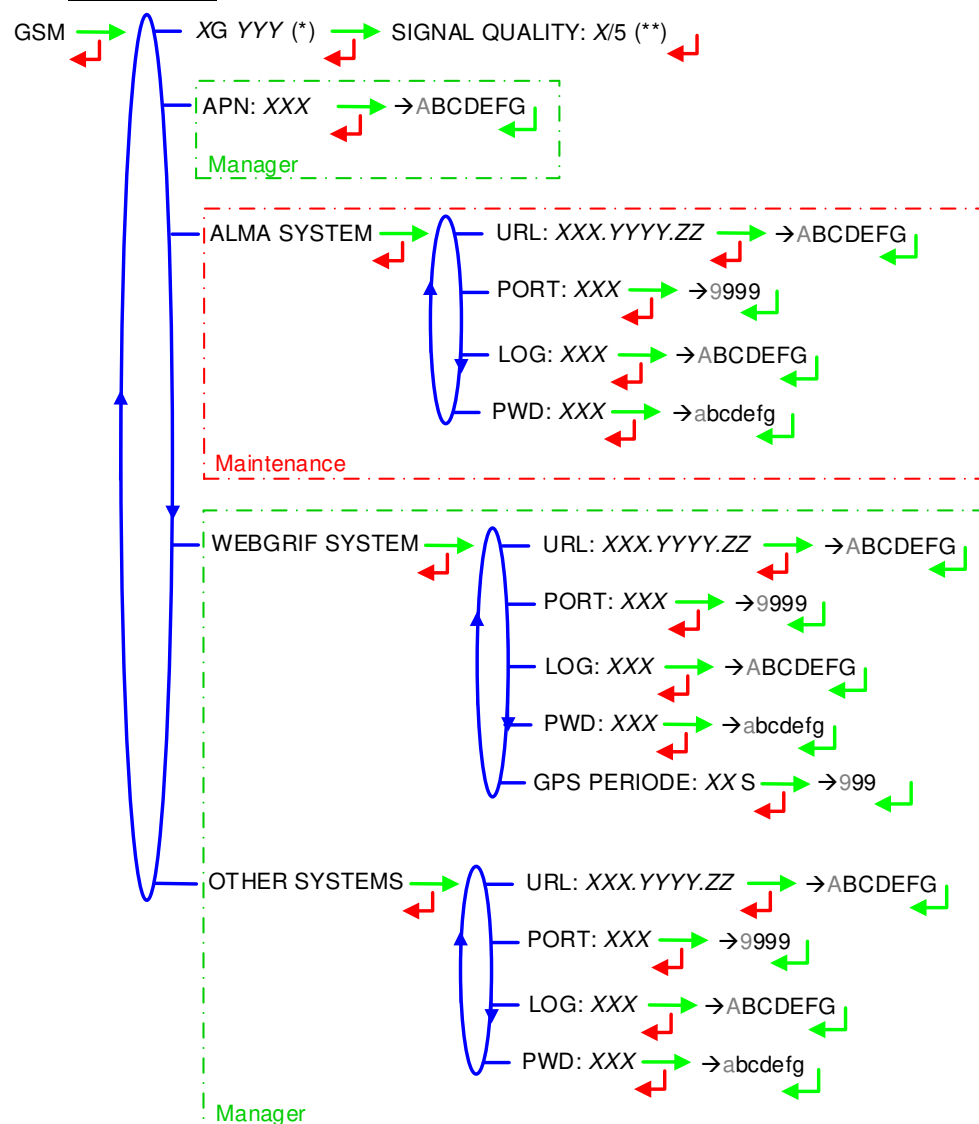 GSM XG YYY (*) SIGNAL QUALITY: X/5 (**)
APN: XXX →ABCDEFG
Manager
ALMA SYSTEM URL: XXX.YYYY.ZZ →ABCDEFG
PORT: XXX →9999
LOG: XXX →ABCDEFG
PWD: XXX →abcdefg
Maintenance
WEBGRIF SYSTEM URL: XXX.YYYY.ZZ →ABCDEFG
PORT: XXX →9999
LOG: XXX →ABCDEFG
PWD: XXX →abcdefg
GPS PERIODE: XX S →999
OTHER SYSTEMS URL: XXX.YYYY.ZZ →ABCDEFG
PORT: XXX →9999
LOG: XXX →ABCDEFG
PWD: XXX →abcdefg
Manager